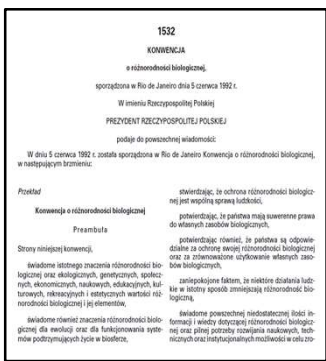 1532
KONWENCJA
o różnorodności biologicznej,
sporządzona w Rio de Janeiro dnia 5 czerwca 1992 r.
W imieniu Rzeczypospolitej Polskiej
PREZYDENT RZECZYPOSPOLITEJ POLSKIEJ
podaje do powszechnej wiadomości:
W dniu 5 czerwca 1992 r. została sporządzona w Rio de Janeiro Konwencja o różnorodności biologicznej,
w następującym brzmieniu:
Przekład
Konwencja o różnorodności biologicznej
Preambuła
Strony niniejszej konwencji,
świadome istotnego znaczenia różnorodności bio-
logicznej oraz ekologicznych, genetycznych, społecz-
nych, ekonomicznych, naukowych, edukacyjnych, kul-
turowych, rekreacyjnych i estetycznych wartości róż-
norodności biologicznej i jej elementów,
świadome również znaczenia różnorodności biolo-
gicznej dla ewolucji oraz dla funkcjonowania syste-
mów podtrzymujących życie w biosferze,
stwierdzając, że ochrona różnorodności biologicz-
nej jest wspólną sprawą ludzkości,
potwierdzając, że państwa mają suwerenne prawa
do własnych zasobów biologicznych,
potwierdzając również, że państwa są odpowie-
dzialne za ochronę swojej różnorodności biologicznej
oraz za zrównoważone użytkowanie własnych zaso-
bów biologicznych,
zaniepokojone faktem, że niektóre działania ludz-
kie w istotny sposób zmniejszają różnorodność bio-
logiczną,
świadome powszechnej niedostatecznej ilości in-
formacji i wiedzy dotyczącej różnorodności biologicz-
nej oraz pilnej potrzeby rozwijania naukowych, tech-
nicznych oraz instytucjonalnych możliwości w celu zro-